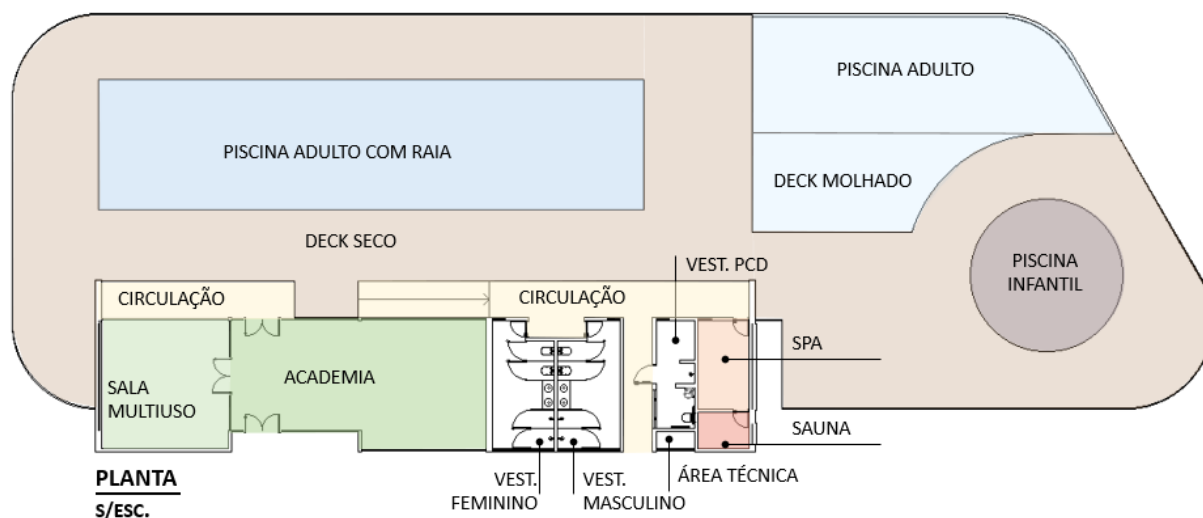 PISCINA ADULTO
PISCINA ADULTO COM RAIA
DECK MOLHADO
DECK SECO
VEST. PCD
PISCINA
INFANTIL
CIRCULAÇÃO
CIRCULAÇÃO
SPA
ACADEMIA
SALA
MULTIUSO
SAUNA
PLANTA
S/ESC.
VEST.
FEMININO
VEST.
MASCULINO
ÁREA TÉCNICA